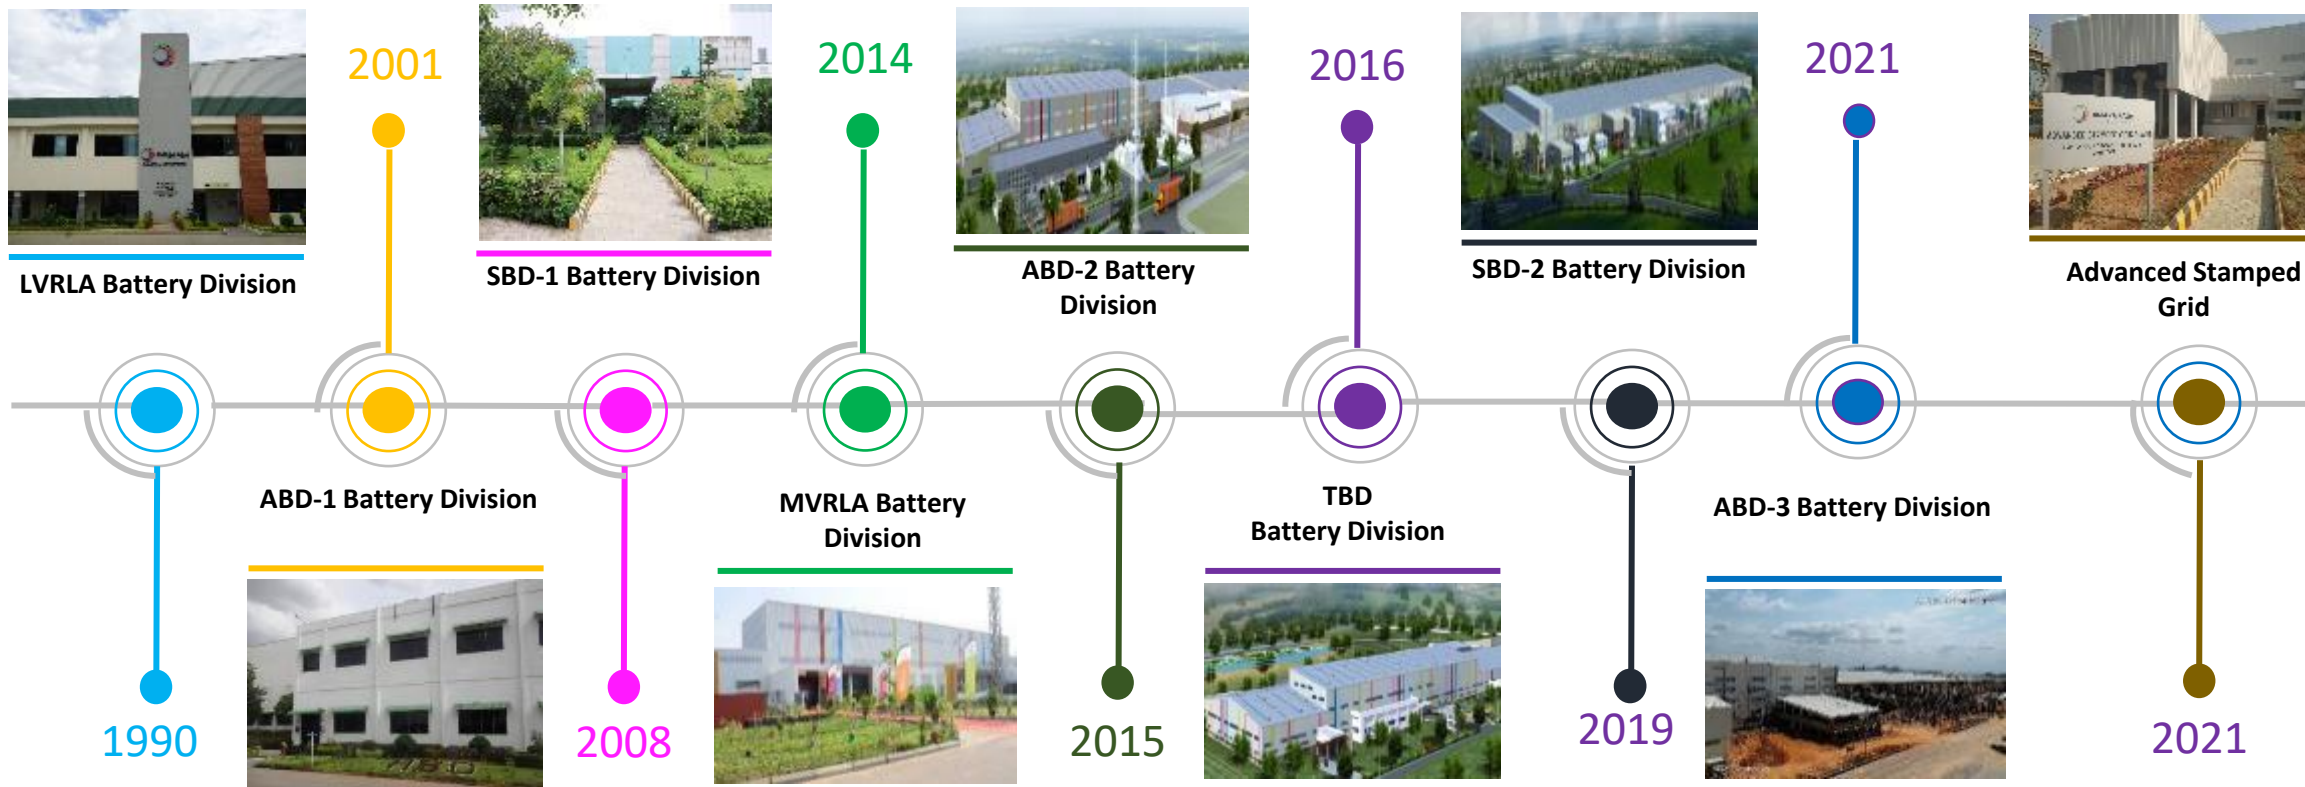 2001
2014
2016
2021
LVRLA Battery Division
SBD-1 Battery Division
ABD-2 Battery
Division
SBD-2 Battery Division
Advanced Stamped
Grid
ABD-1 Battery Division
MVRLA Battery
Division
TBD
Battery Division
ABD-3 Battery Division
1990
2008
2015
2019
2021